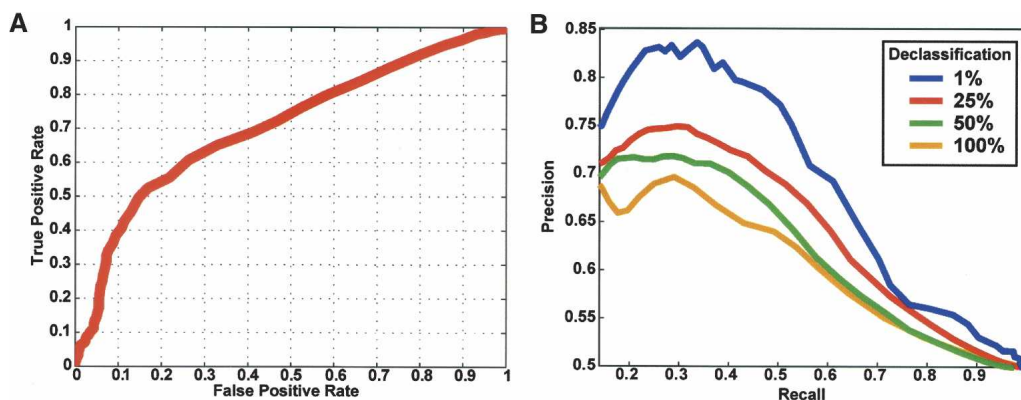 A
True Positive Rate
1
0.9
0.8
0.7
0.6
0.5
0.4
0.3
0.2
0.1
0
0 0.1 0.2 0.3 0.4 0.5 0.6 0.7 0.8 0.9 1
False Positive Rate
B
Precision
0.85
0.8
0.75
0.7
0.65
0.6
0.55
0.5
Declassification
1%
25%
50%
100%
0.2 0.3 0.4 0.5 0.6 0.7 0.8 0.9
Recall